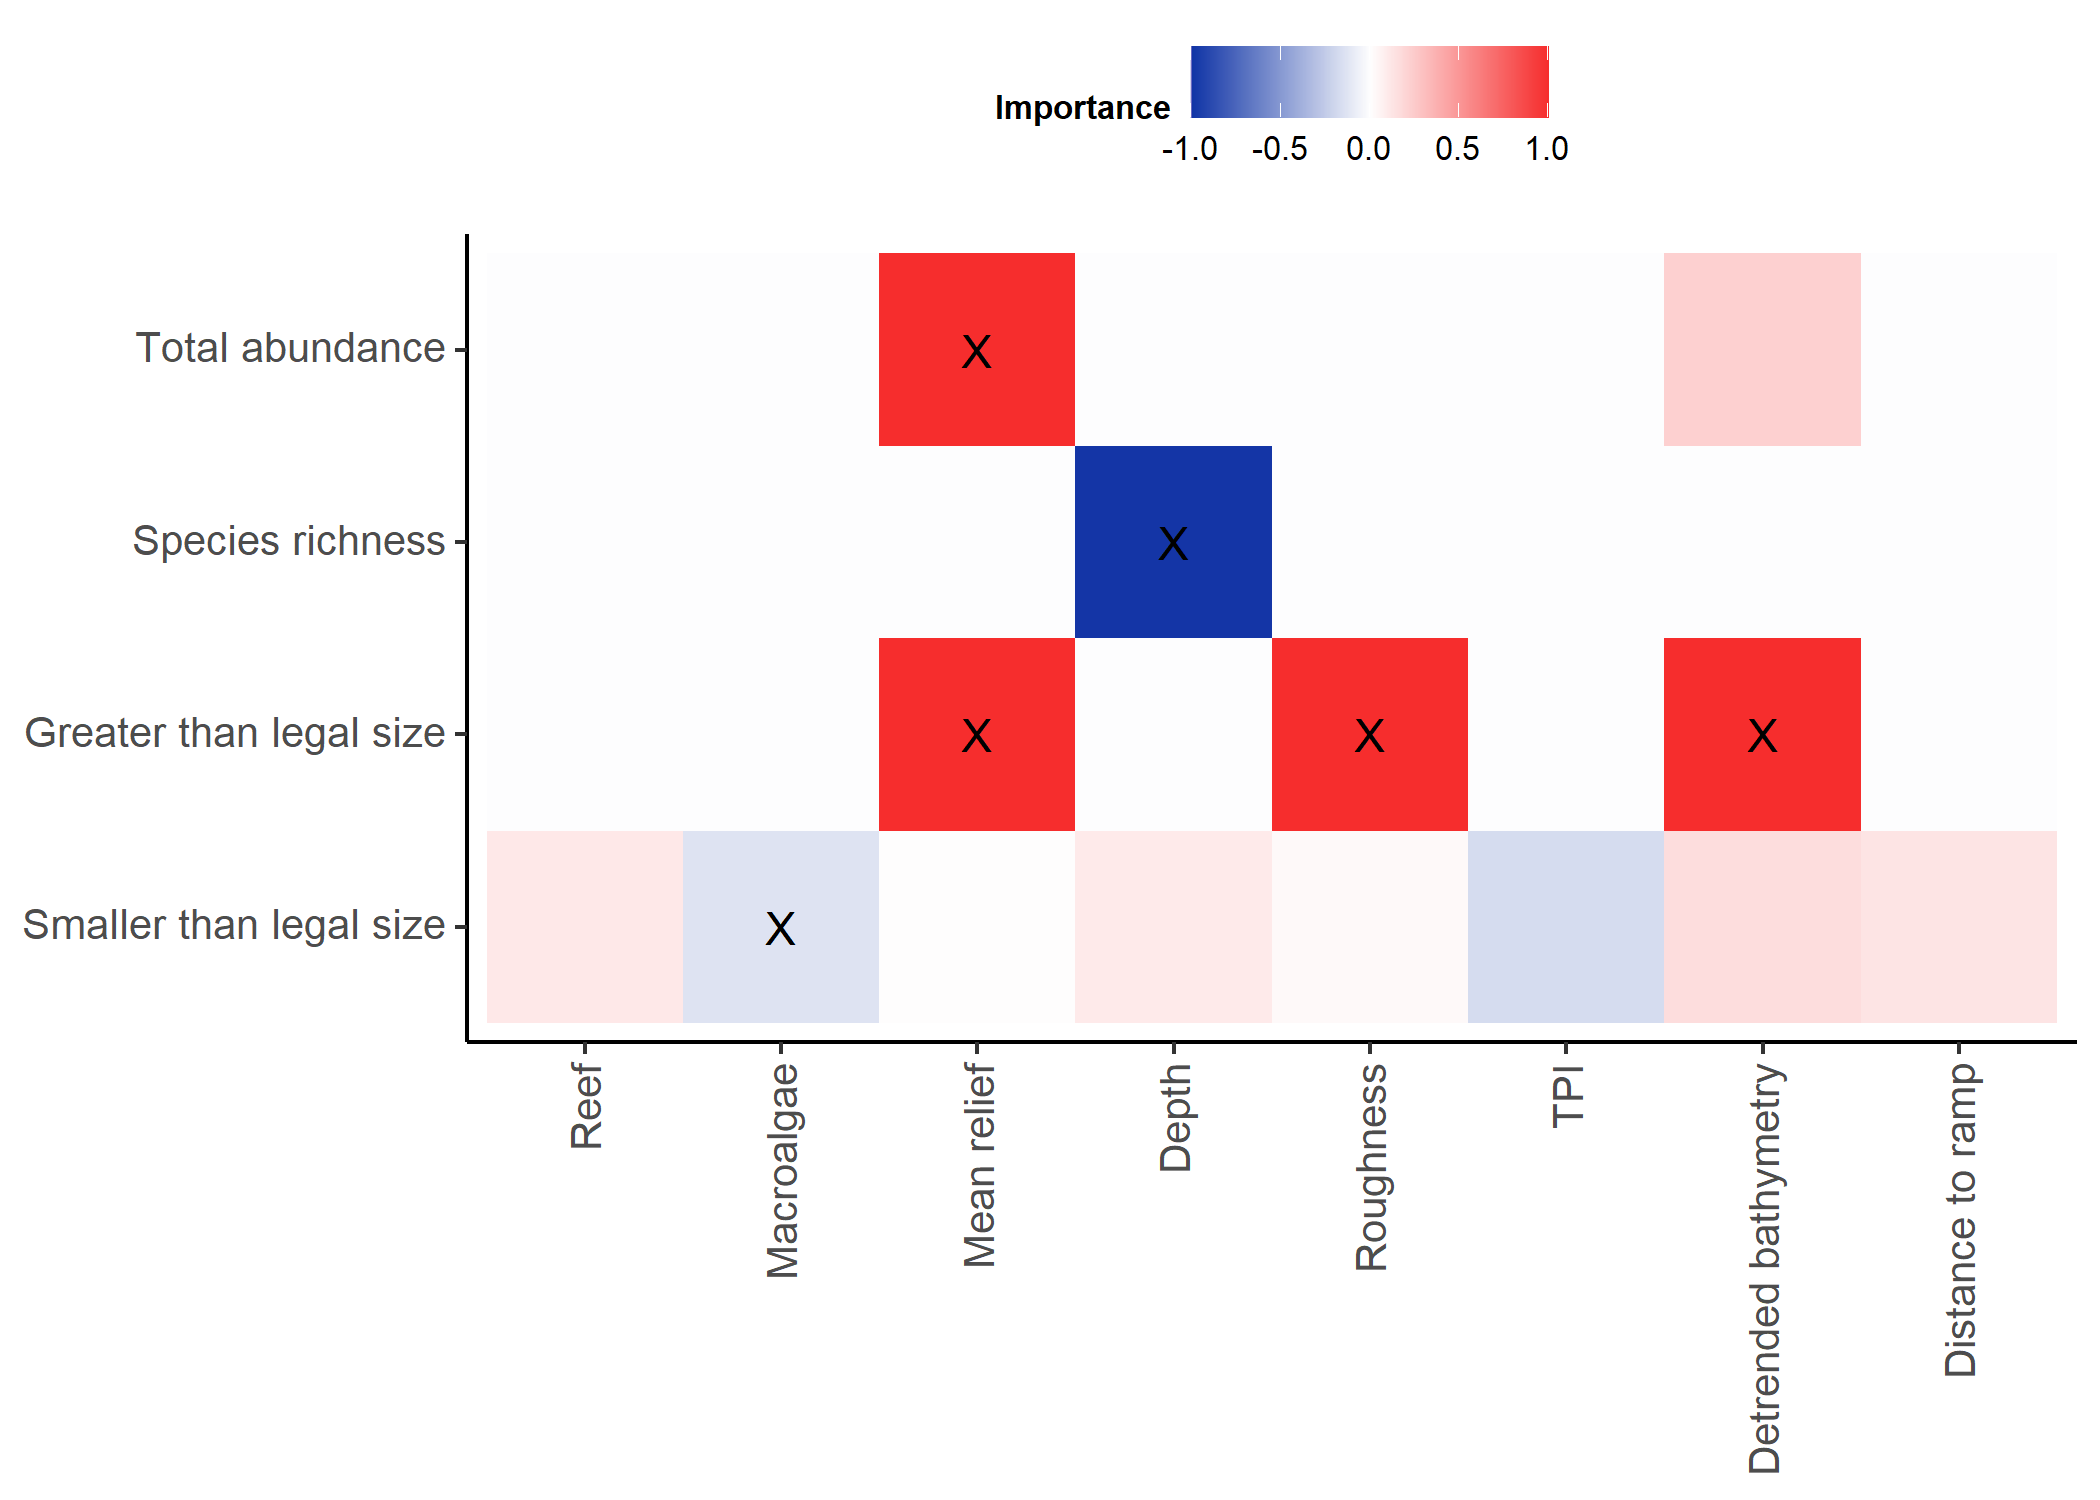 Importance
-1.0 -0.5 0.0 0.5 1.0
Total abundance
X
Species richness
X
Greater than legal size
X X X
Smaller than legal size
X
Reef
Macroalgae
Mean relief
Depth
Roughness
TPI
Detrended bathymetry
Distance to ramp